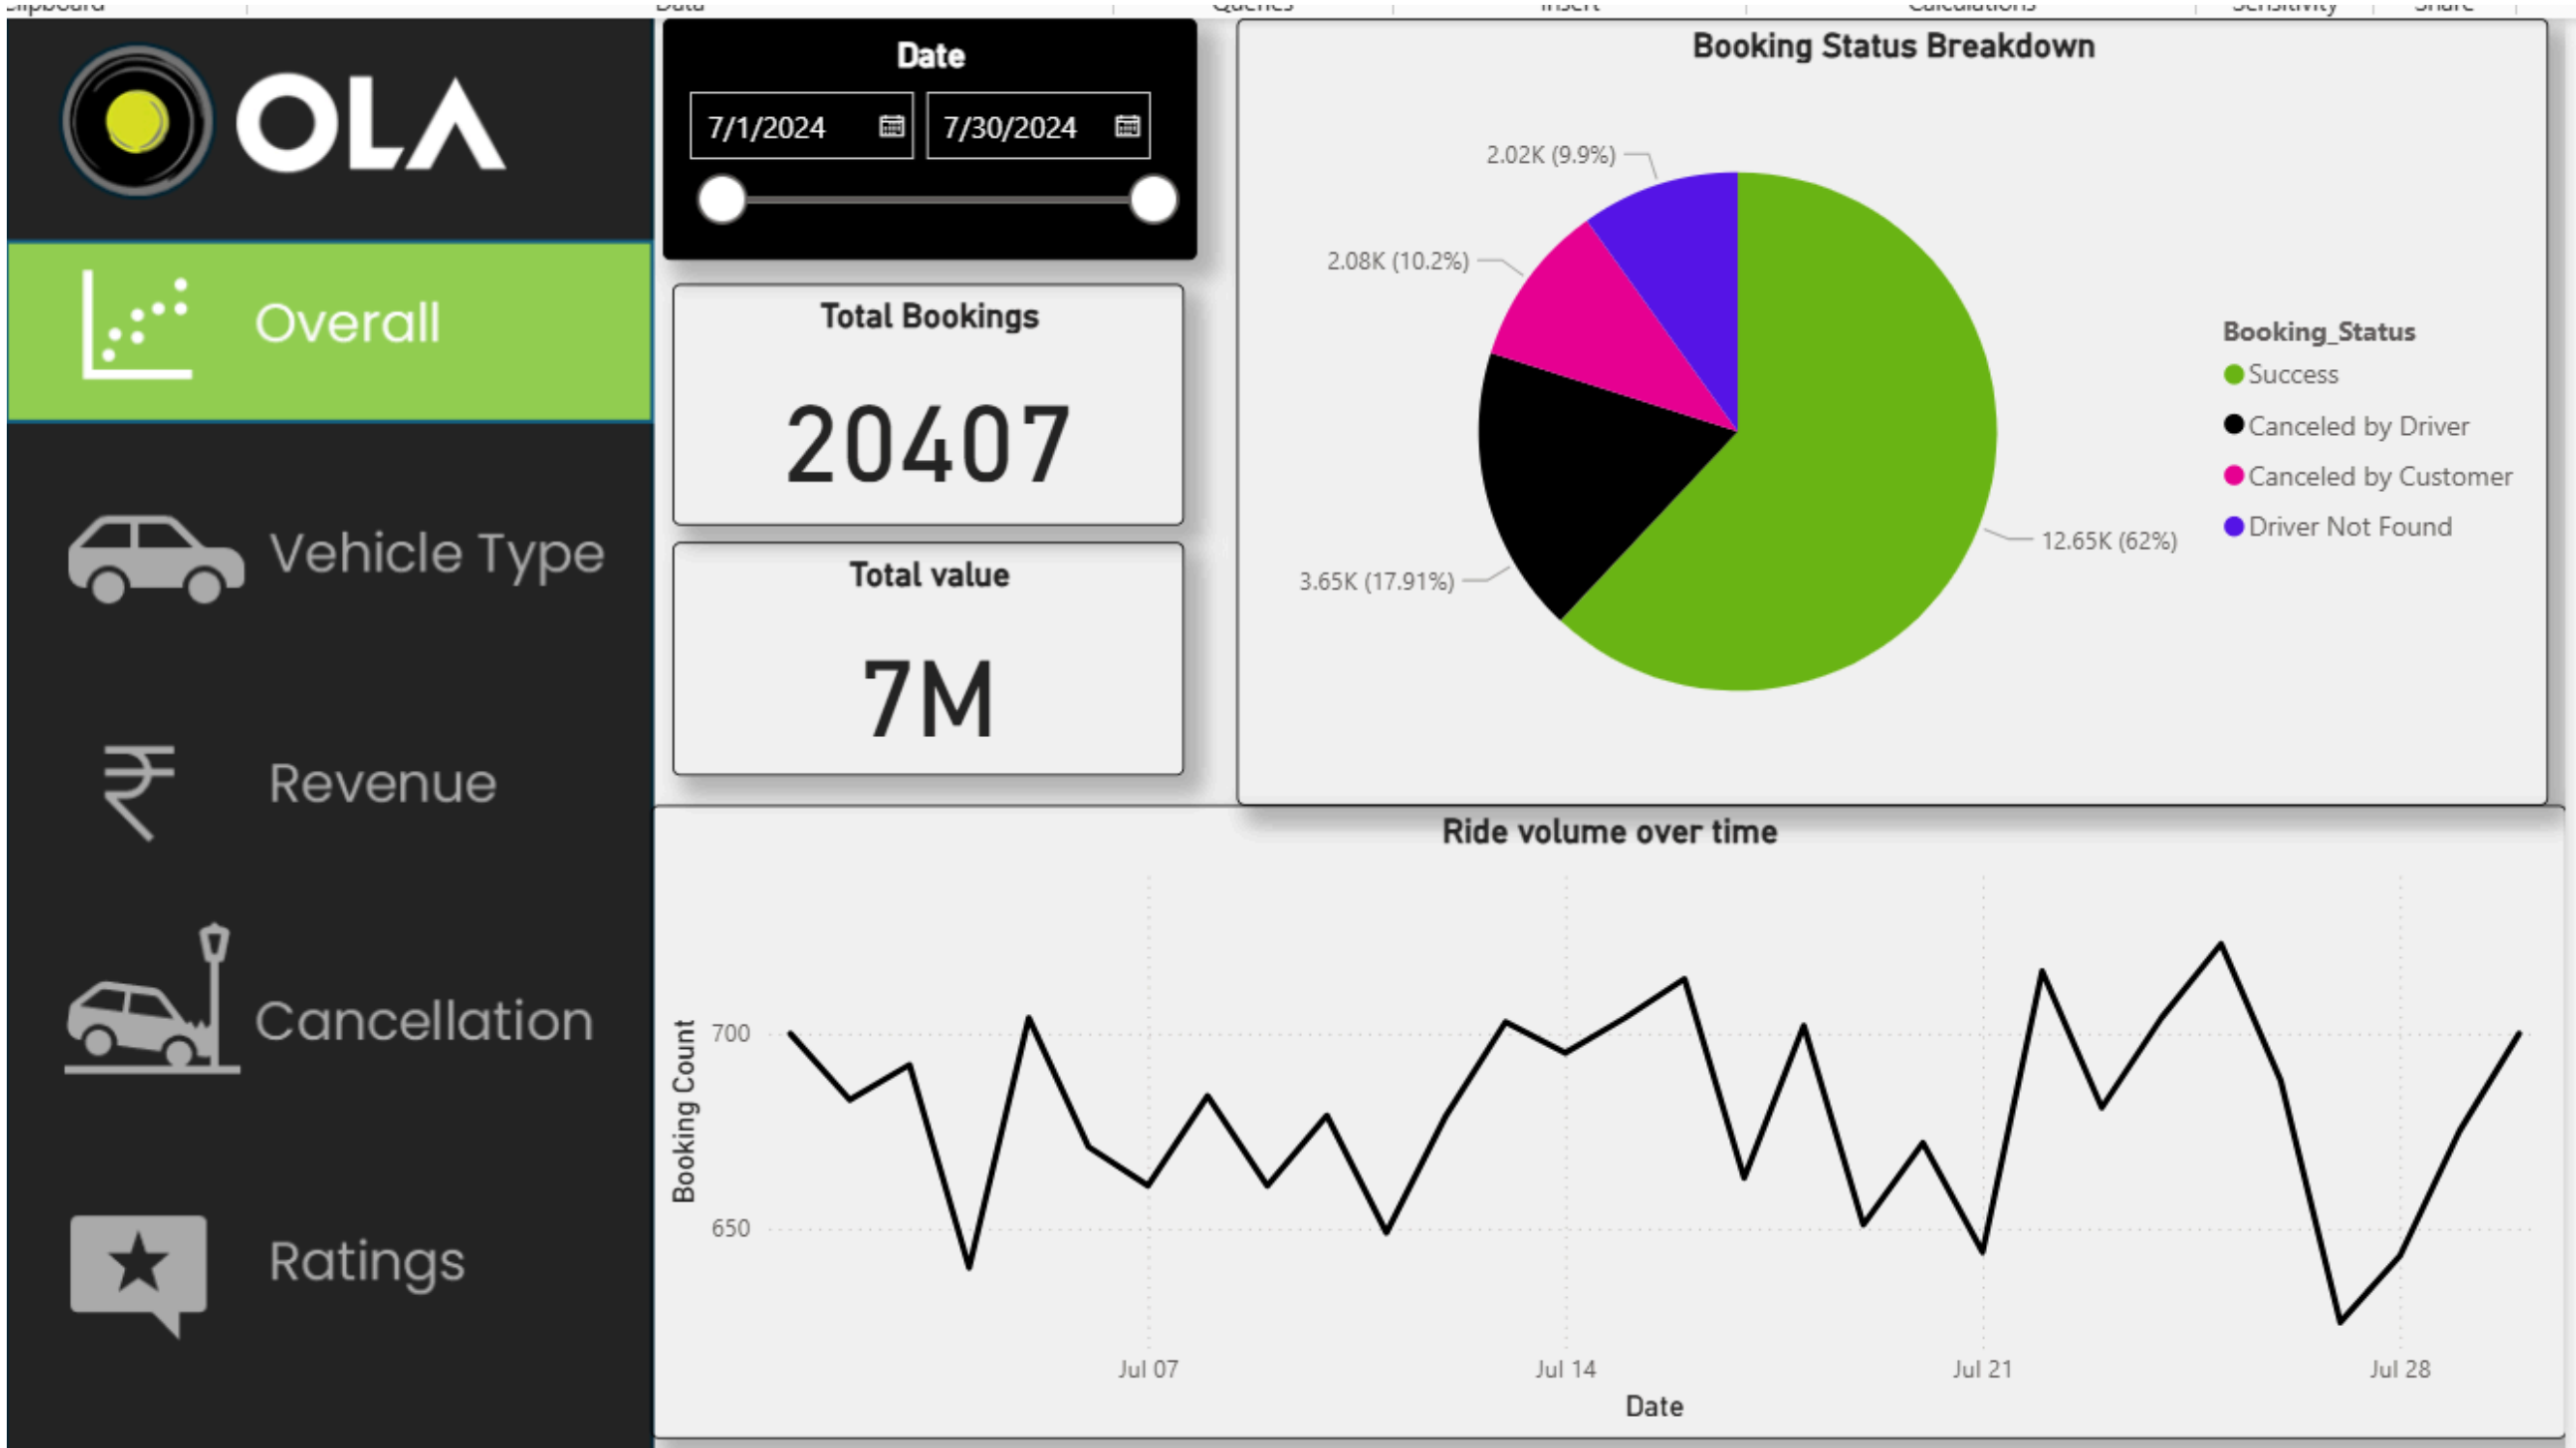 OLA
Overall
Vehicle Type
₹
Revenue
Cancellation
Ratings
Date
7/1/2024
7/30/2024
Total Bookings
20407
Total value
7M
Booking Status Breakdown
2.02K (9.9%)
2.08K (10.2%)
3.65K (17.91%)
12.65K (62%)
Booking_Status
Success
Canceled by Driver
Canceled by Customer
Driver Not Found
Ride volume over time
Booking Count
700
650
Jul 07
Jul 14
Jul 21
Jul 28
Date